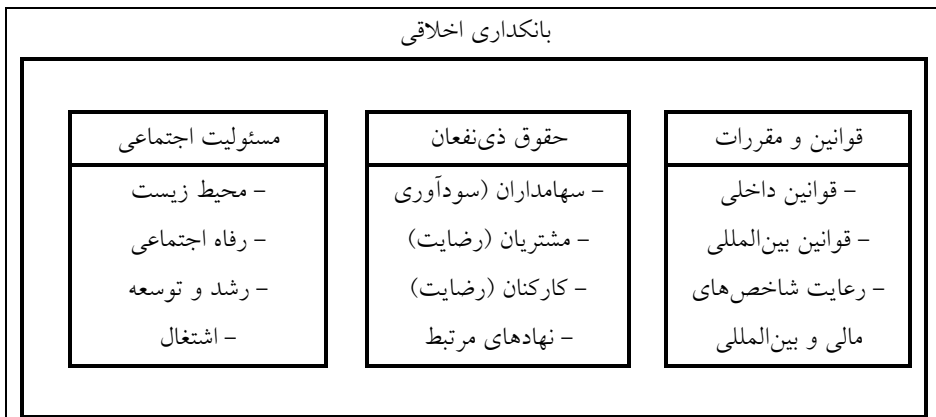 بانکداری اخلاقی
قوانین و مقررات
- قوانین داخلی
- قوانین بین‌المللی
- رعایت شاخص‌های
مالی و بین‌المللی
حقوق ذی‌نفعان
- سهامداران (سودآوری
- مشتریان (رضایت)
- کارکنان (رضایت)
- نهادهای مرتبط
مسئولیت اجتماعی
- محیط زیست
- رفاه اجتماعی
- رشد و توسعه
- اشتغال